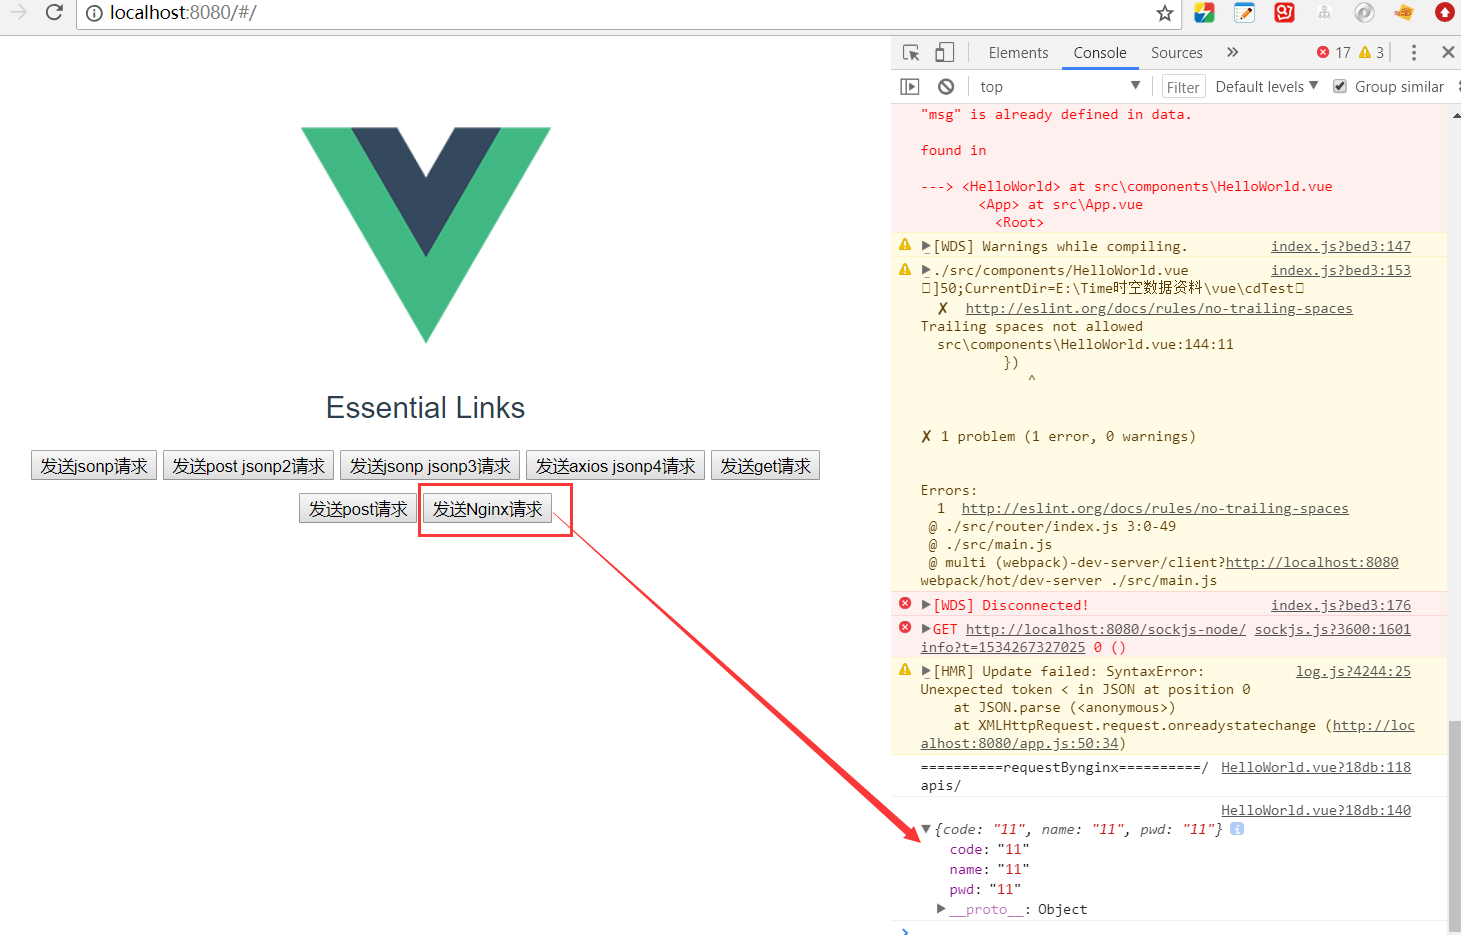 localhost:8080/#/
Elements Console Sources » 17 3
top Filter Default levels Group similar
"msg" is already defined in data.
found in
---> <HelloWorld> at src\components\HelloWorld.vue
<App> at src\App.vue
<Root>
[WDS] Warnings while compiling. index.js?bed3:147
./src/components/HelloWorld.vue index.js?bed3:153
]50;CurrentDir=E:\Time时空数据资料\vue\cdTest
✗ http://eslint.org/docs/rules/no-trailing-spaces
Trailing spaces not allowed
src\components\HelloWorld.vue:144:11
})
^
✗ 1 problem (1 error, 0 warnings)
Errors:
1 http://eslint.org/docs/rules/no-trailing-spaces
@ ./src/router/index.js 3:0-49
@ ./src/main.js
@ multi (webpack)-dev-server/client?http://localhost:8080
webpack/hot/dev-server ./src/main.js
[WDS] Disconnected! index.js?bed3:176
GET http://localhost:8080/sockjs-node/ sockjs.js?3600:1601
info?t=1534267327025 0 ()
[HMR] Update failed: SyntaxError: log.js?4244:25
Unexpected token < in JSON at position 0
at JSON.parse (<anonymous>)
at XMLHttpRequest.request.onreadystatechange (http://loc
alhost:8080/app.js:50:34)
==========requestBynginx==========/ HelloWorld.vue?18db:118
apis/
HelloWorld.vue?18db:140
{code: "11", name: "11", pwd: "11"}
code: "11"
name: "11"
pwd: "11"
__proto__: Object
Essential Links
发送jsonp请求 发送post jsonp2请求 发送jsonp jsonp3请求 发送axios jsonp4请求 发送get请求
发送post请求 发送Nginx请求